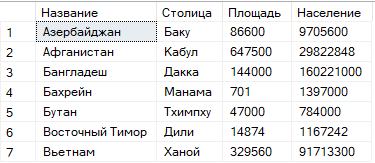 Название Столица Площадь Население
1 Азербайджан Баку 86600 9705600
2 Афганистан Кабул 647500 29822848
3 Бангладеш Дакка 144000 160221000
4 Бахрейн Манама 701 1397000
5 Бутан Тхимпху 47000 784000
6 Восточный Тимор Дили 14874 1167242
7 Вьетнам Ханой 329560 91713300